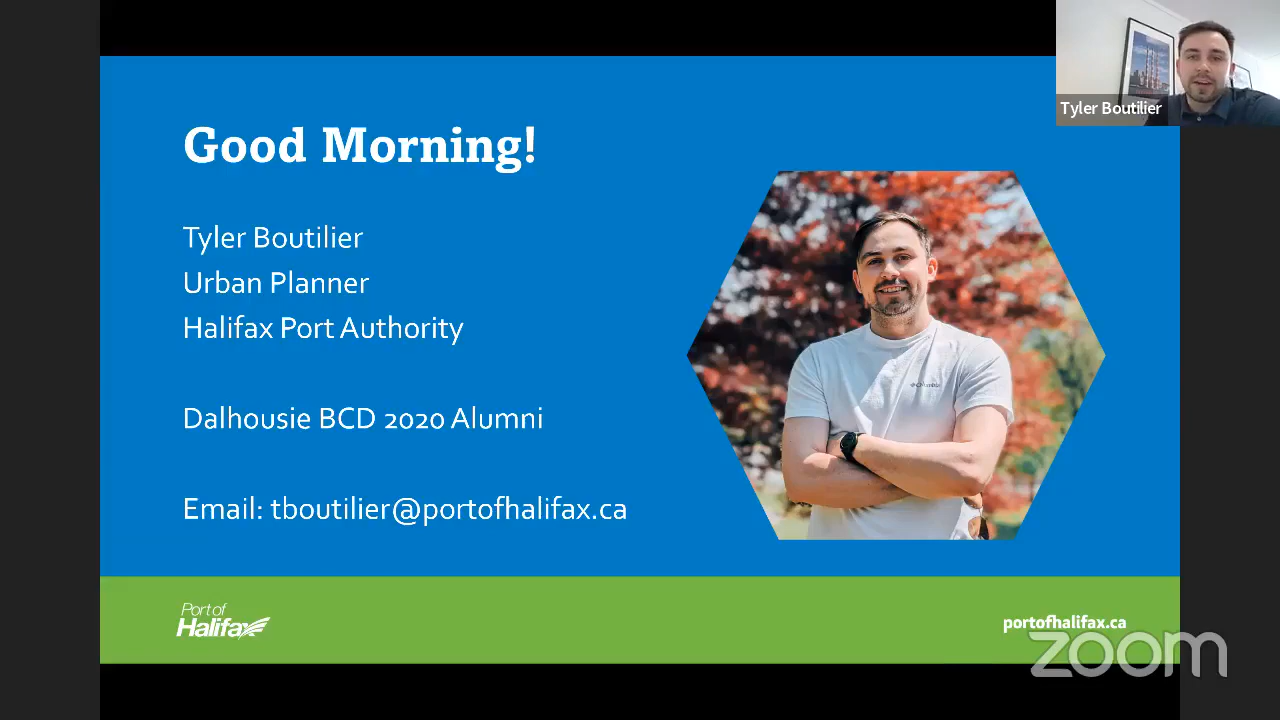 Tyler Boutilier
Good Morning!
Tyler Boutilier
Urban Planner
Halifax Port Authority
Dalhousie BCD 2020 Alumni
Email: tboutilier@portofhalifax.ca
Columbia
Port of
Halifax
portofhalifax.ca
zoom